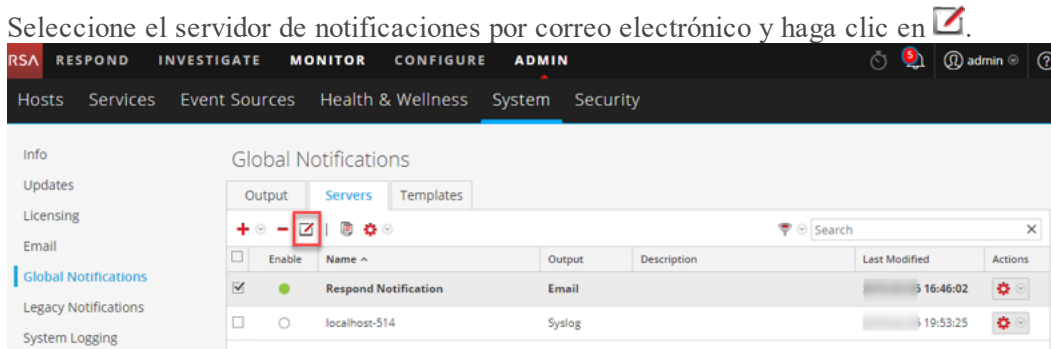 Seleccione el servidor de notificaciones por correo electrónico y haga clic en .
RSA RESPOND INVESTIGATE MONITOR CONFIGURE ADMIN 5 admin
Hosts Services Event Sources Health & Wellness System Security
Info
Updates
Licensing
Email
Global Notifications
Legacy Notifications
System Logging
Global Notifications
Output Servers Templates
Search
Enable Name Output Description Last Modified Actions
Respond Notification Email 16:46:02
localhost-514 Syslog 19:53:25